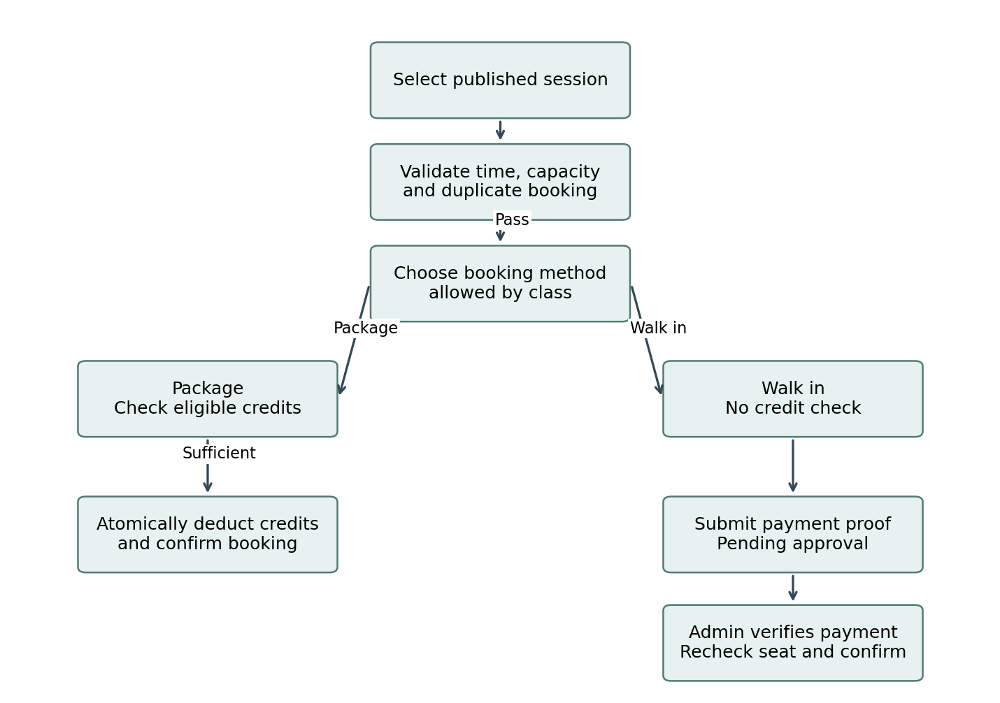 Select published session
Validate time, capacity
and duplicate booking
Pass
Choose booking method
allowed by class
Package
Walk in
Package
Check eligible credits
Walk in
No credit check
Sufficient
Atomically deduct credits
and confirm booking
Submit payment proof
Pending approval
Admin verifies payment
Recheck seat and confirm